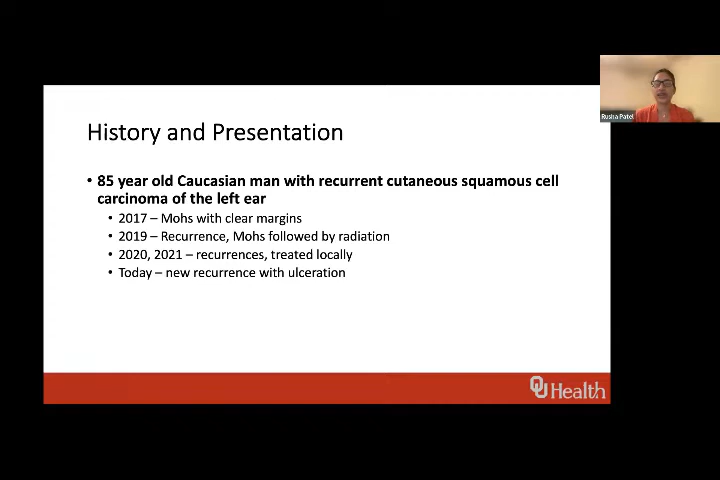 Rusha Patel
History and Presentation
• 85 year old Caucasian man with recurrent cutaneous squamous cell
carcinoma of the left ear
• 2017 – Mohs with clear margins
• 2019 – Recurrence, Mohs followed by radiation
• 2020, 2021 – recurrences, treated locally
• Today – new recurrence with ulceration
OU Health